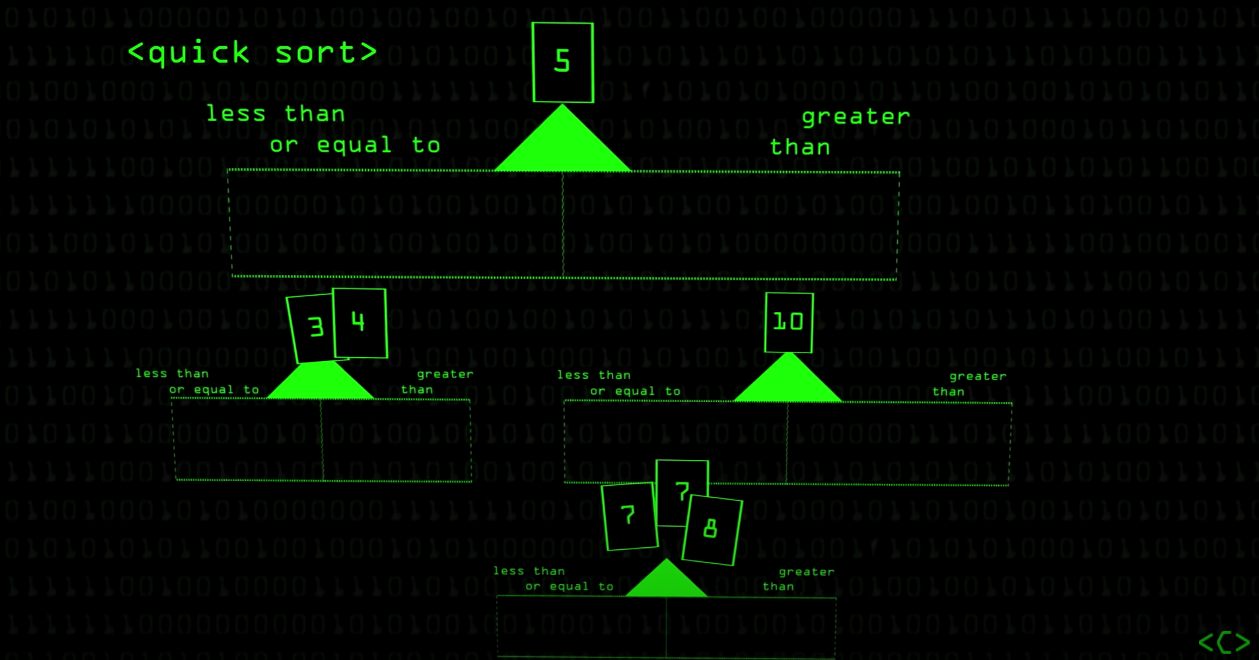 <quick sort>
5
less than
or equal to
greater
than
3
4
10
less than
or equal to
greater
than
less than
or equal to
greater
than
7
7
8
less than
or equal to
greater
than
<C>